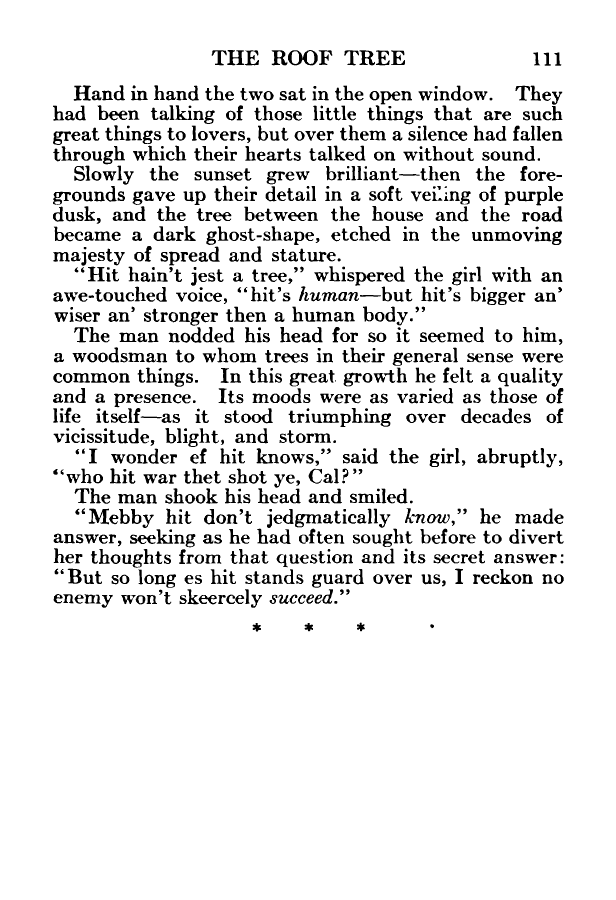 THE ROOF TREE 111
Hand in hand the two sat in the open window. They
had been talking of those little things that are such
great things to lovers, but over them a silence had fallen
through which their hearts talked on without sound.
Slowly the sunset grew brilliant—then the fore-
grounds gave up their detail in a soft veiling of purple
dusk, and the tree between the house and the road
became a dark ghost-shape, etched in the unmoving
majesty of spread and stature.
“Hit hain’t jest a tree,” whispered the girl with an
awe-touched voice, “hit’s human—but hit’s bigger an’
wiser an’ stronger then a human body.”
The man nodded his head for so it seemed to him,
a woodsman to whom trees in their general sense were
common things. In this great growth he felt a quality
and a presence. Its moods were as varied as those of
life itself—as it stood triumphing over decades of
vicissitude, blight, and storm.
“I wonder ef hit knows,” said the girl, abruptly,
“who hit war thet shot ye, Cal?”
The man shook his head and smiled.
“Mebby hit don’t jedgmatically know,” he made
answer, seeking as he had often sought before to divert
her thoughts from that question and its secret answer:
“But so long es hit stands guard over us, I reckon no
enemy won’t skeercely succeed.”
* * * ·